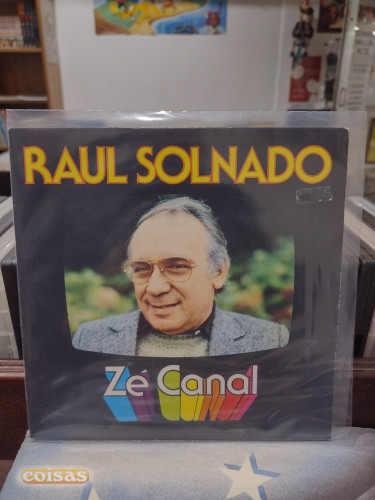 RAUL SOLNADO
Zé Canal
coisas